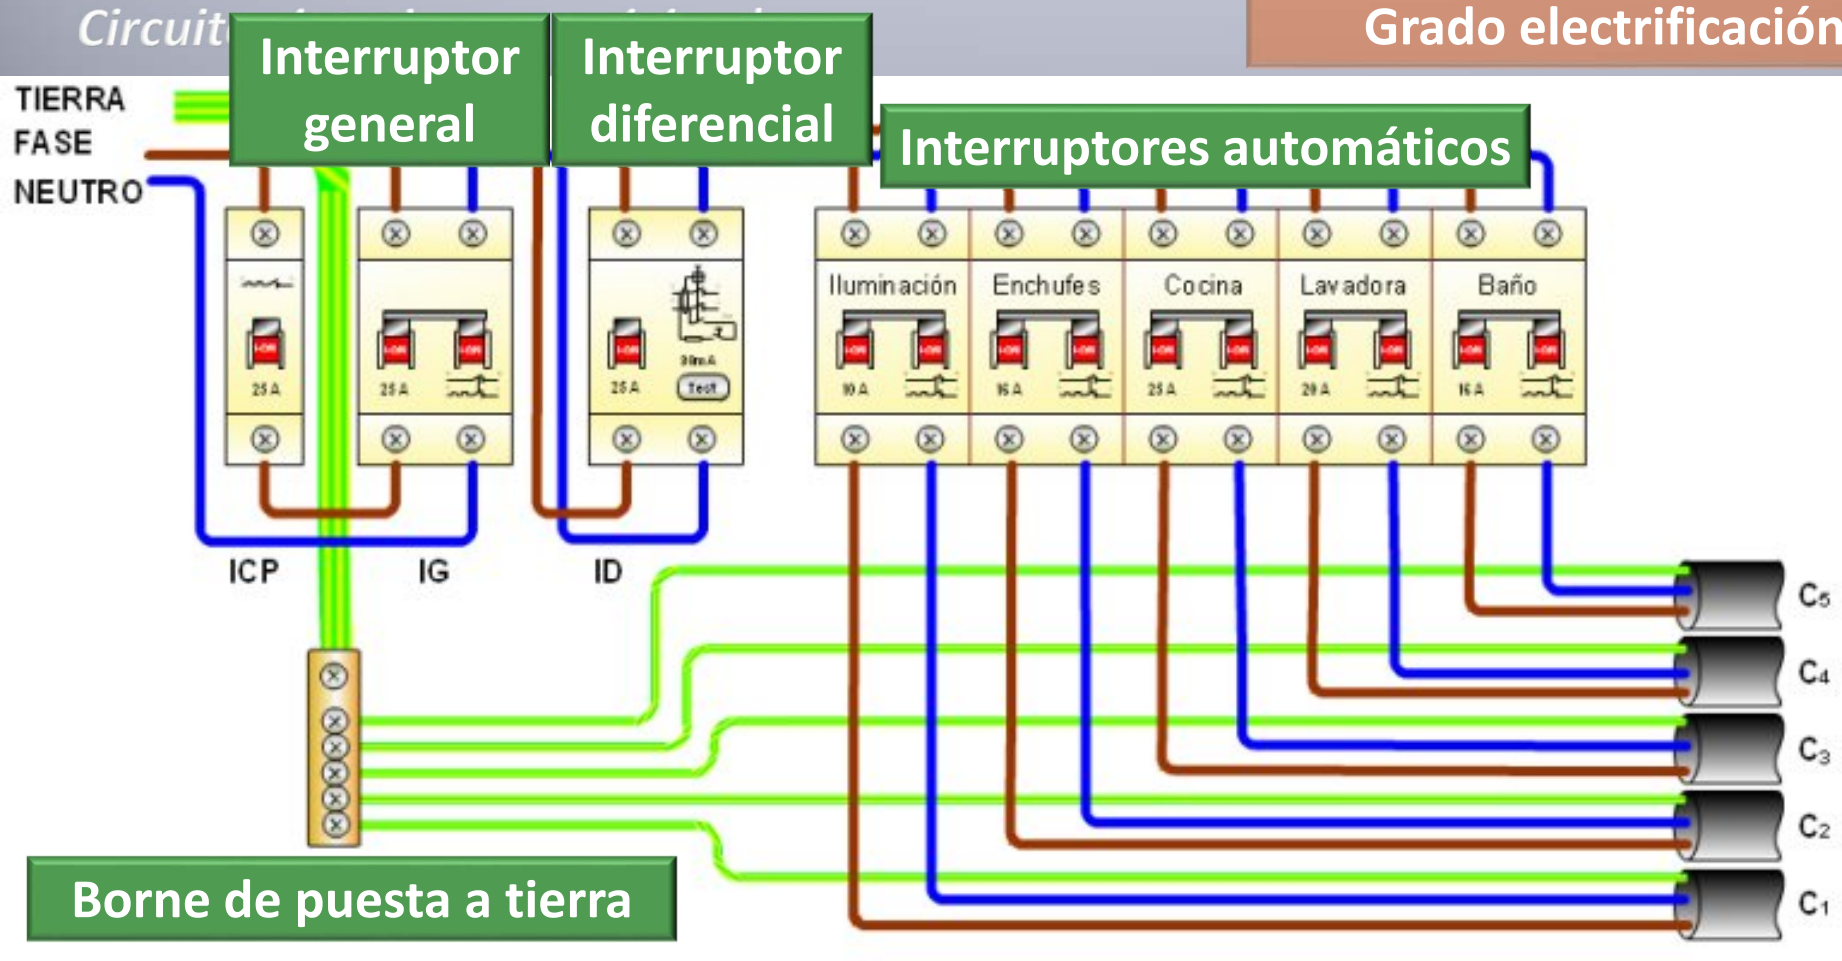 Grado electrificación
Interruptor
general
Interruptor
diferencial
Interruptores automáticos
TIERRA
FASE
NEUTRO
Iluminación
Enchufes
Cocina
Lavadora
Baño
25 A
25 A
25 A
30mA
Test
10 A
16 A
25 A
20 A
16 A
ICP
IG
ID
C5
C4
C3
C2
C1
Borne de puesta a tierra